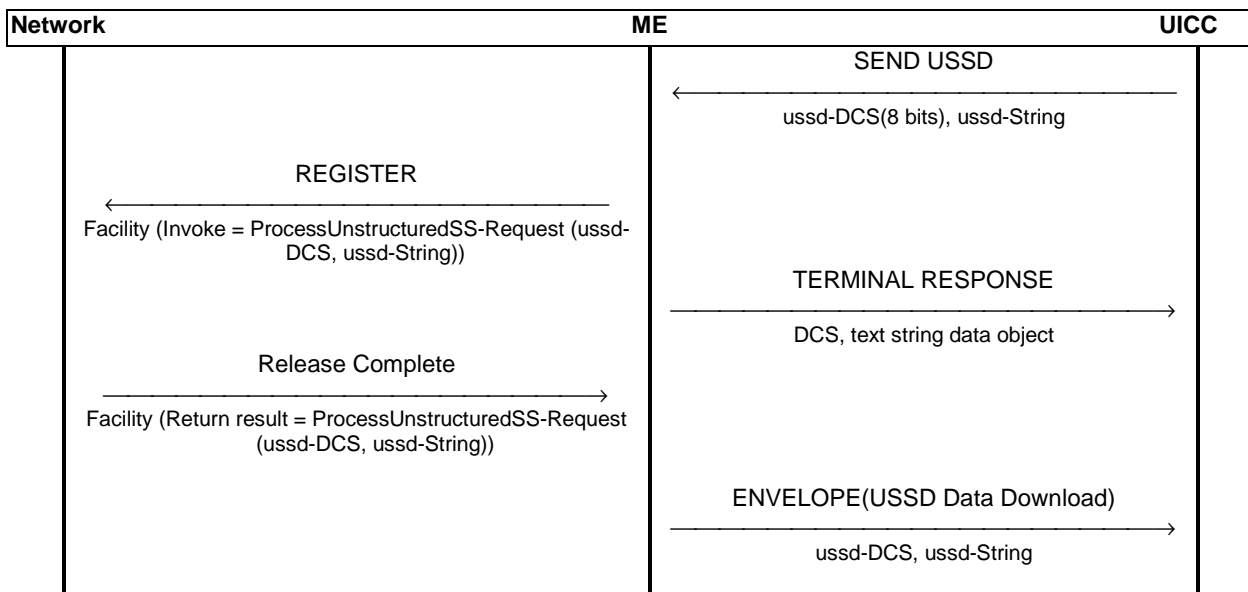 Network ME UICC
SEND USSD
ussd-DCS(8 bits), ussd-String
REGISTER
Facility (Invoke = ProcessUnstructuredSS-Request (ussd-
DCS, ussd-String))
TERMINAL RESPONSE
DCS, text string data object
Release Complete
Facility (Return result = ProcessUnstructuredSS-Request
(ussd-DCS, ussd-String))
ENVELOPE(USSD Data Download)
ussd-DCS, ussd-String